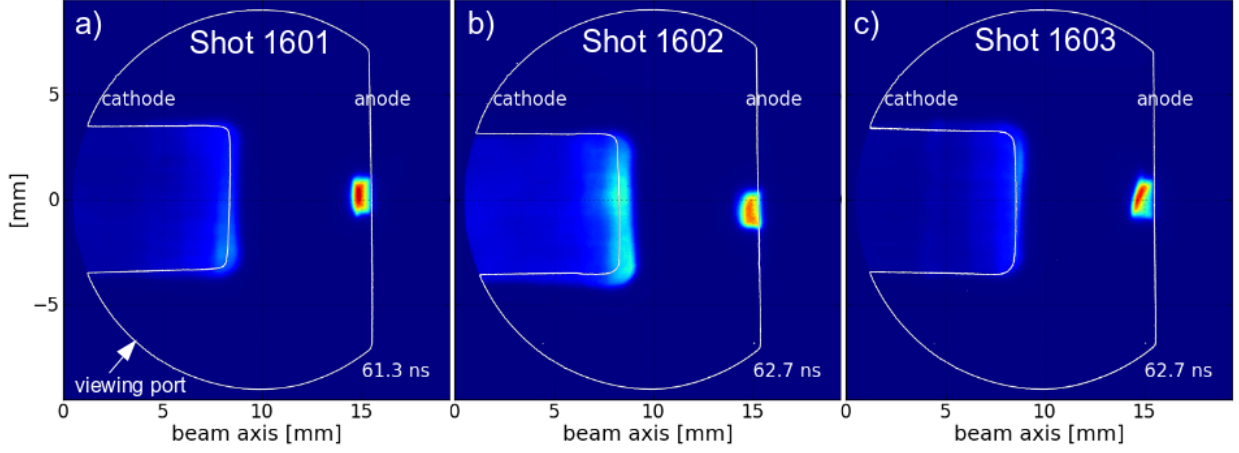 a)
Shot 1601
cathode
anode
viewing port
61.3 ns
5
0
−5
[mm]
0
5
10
15
beam axis [mm]
b)
Shot 1602
cathode
anode
62.7 ns
0
5
10
15
beam axis [mm]
c)
Shot 1603
cathode
anode
62.7 ns
0
5
10
15
beam axis [mm]